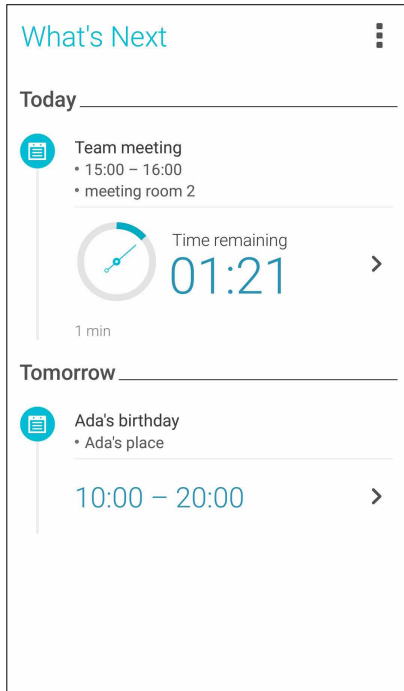 What's Next
Today
Team meeting
• 15:00 – 16:00
• meeting room 2
Time remaining
01:21
1 min
Tomorrow
Ada's birthday
• Ada's place
10:00 – 20:00